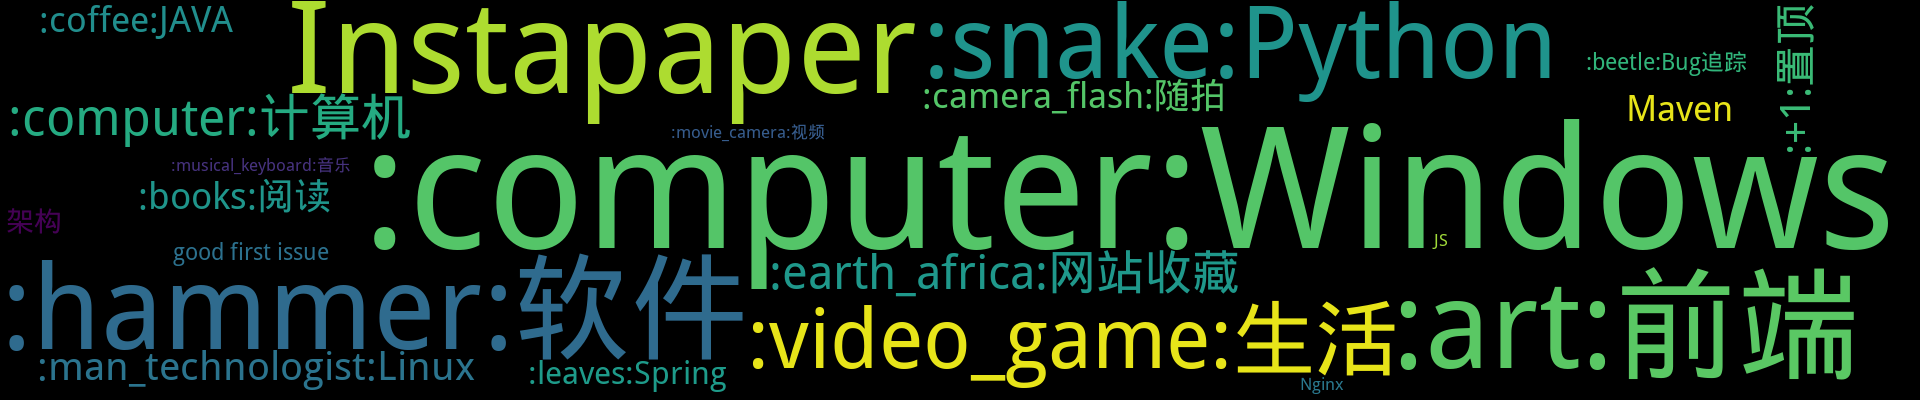 :coffee:JAVA
Instapaper
:snake:Python
:+1:置顶
:beetle:Bug追踪
:camera_flash:随拍
Maven
:computer:计算机
:movie_camera:视频
:musical_keyboard:音乐
:computer:Windows
:books:阅读
架构
good first issue
JS
:hammer:软件
:earth_africa:网站收藏
:video_game:生活
:art:前端
:man_technologist:Linux
:leaves:Spring
Nginx